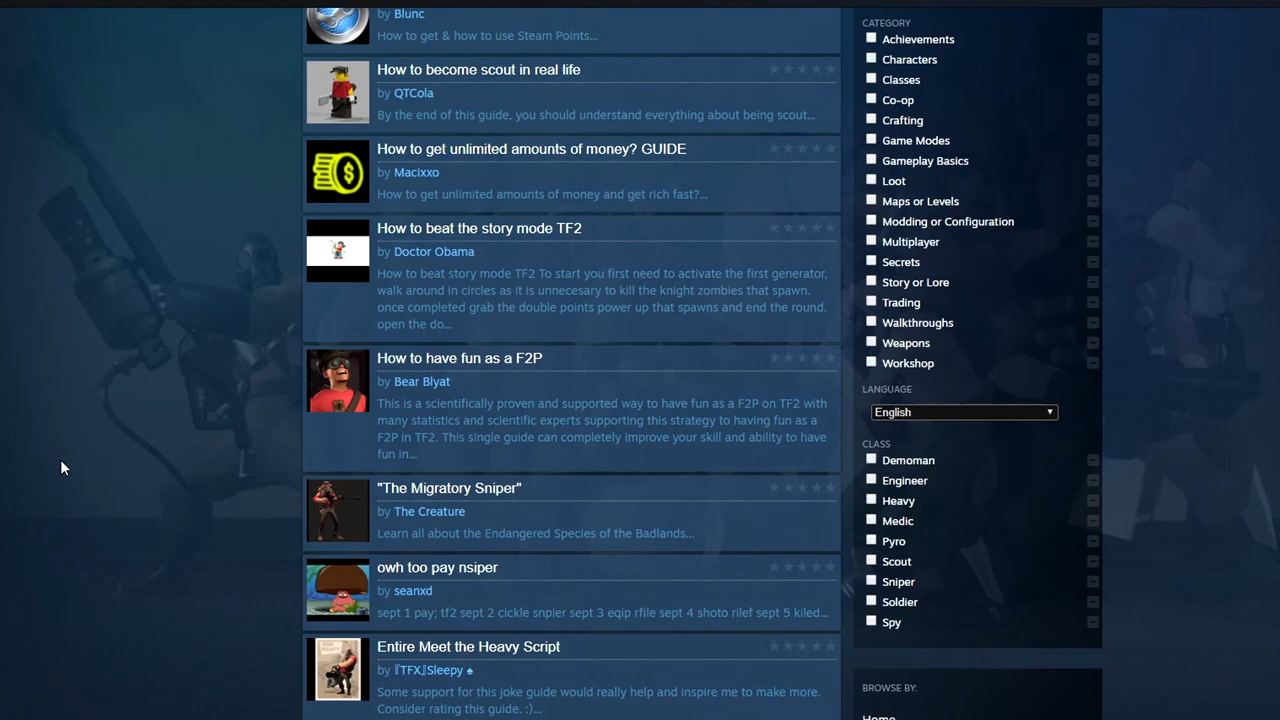 by Blunc
How to get & how to use Steam Points...
How to become scout in real life
by QTCola
By the end of this guide, you should understand everything about being scout...
How to get unlimited amounts of money? GUIDE
by Macixxo
How to get unlimited amounts of money and get rich fast?...
How to beat the story mode TF2
by Doctor Obama
How to beat story mode TF2 To start you first need to activate the first generator,
walk around in circles as it is unnecesary to kill the knight zombies that spawn.
once completed grab the double points power up that spawns and end the round.
open the do...
How to have fun as a F2P
by Bear Blyat
This is a scientifically proven and supported way to have fun as a F2P on TF2 with
many statistics and scientific experts supporting this strategy to having fun as a
F2P in TF2. This single guide can completely improve your skill and ability to have
fun in...
"The Migratory Sniper"
by The Creature
Learn all about the Endangered Species of the Badlands...
owh too pay nsiper
by seanxd
sept 1 pay; tf2 sept 2 cickle snpier sept 3 eqip rfile sept 4 shoto rilef sept 5 kiled...
Entire Meet the Heavy Script
by 『TFX』Sleepy ♠
Some support for this joke guide would really help and inspire me to make more.
Consider rating this guide. :)...
CATEGORY
Achievements
Characters
Classes
Co-op
Crafting
Game Modes
Gameplay Basics
Loot
Maps or Levels
Modding or Configuration
Multiplayer
Secrets
Story or Lore
Trading
Walkthroughs
Weapons
Workshop
LANGUAGE
English
CLASS
Demoman
Engineer
Heavy
Medic
Pyro
Scout
Sniper
Soldier
Spy
BROWSE BY:
Home